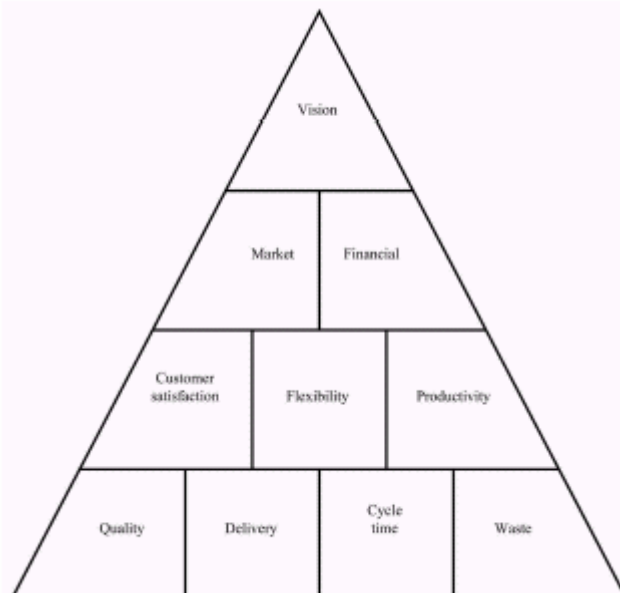 Vision
Market
Financial
Customer
satisfaction
Flexibility
Productivity
Quality
Delivery
Cycle
time
Waste